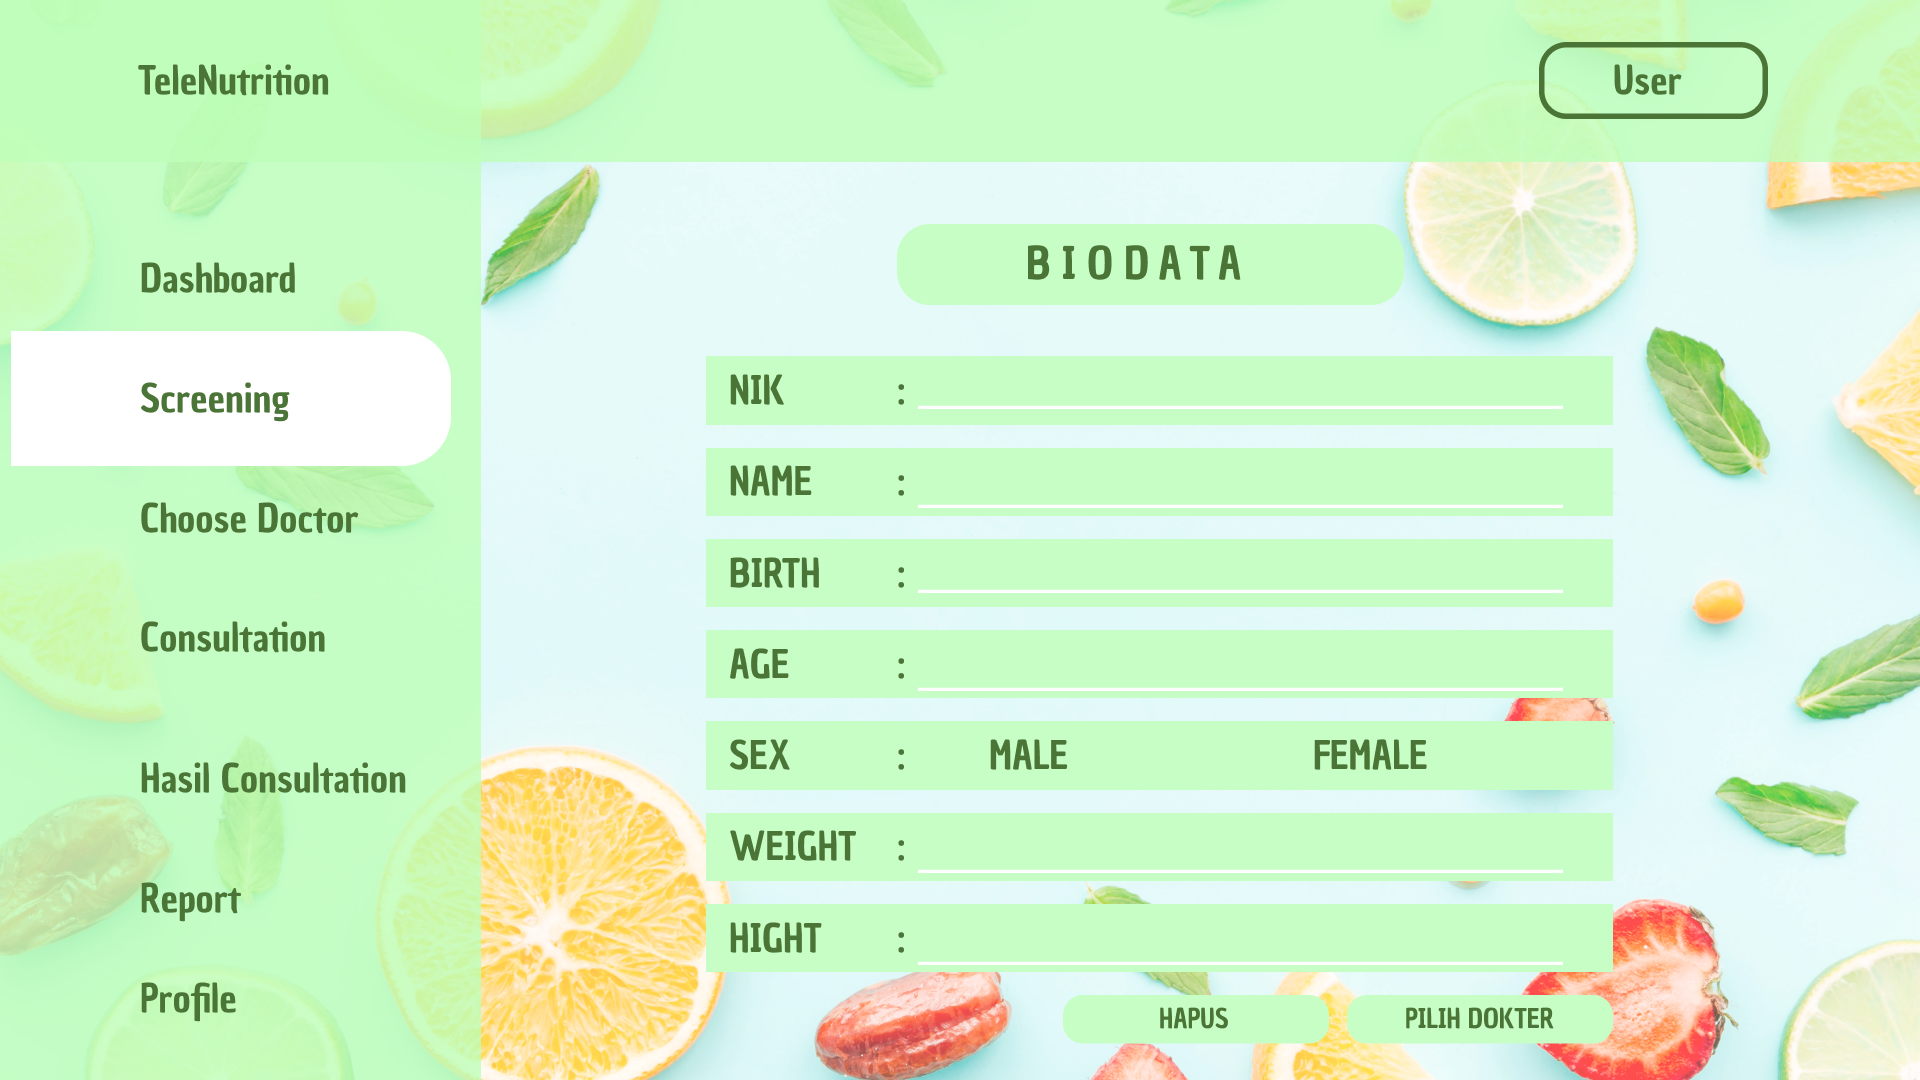 TeleNutrition
User
Dashboard
Screening
Choose Doctor
Consultation
Hasil Consultation
Report
Profile
BIODATA
NIK :
NAME :
BIRTH :
AGE :
SEX : MALE FEMALE
WEIGHT :
HIGHT :
HAPUS PILIH DOKTER